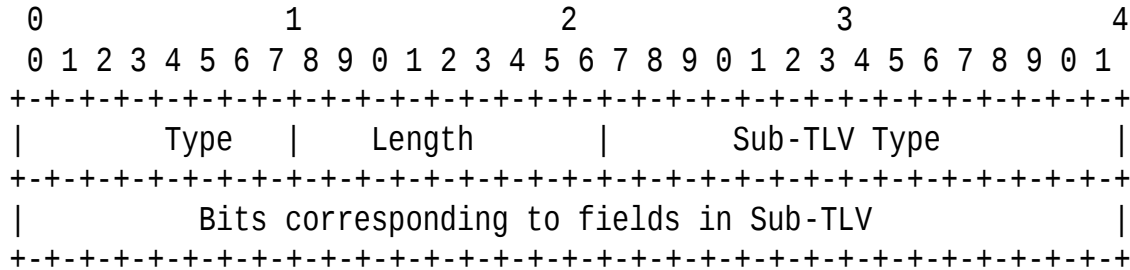 0 1 2 3 4
0 1 2 3 4 5 6 7 8 9 0 1 2 3 4 5 6 7 8 9 0 1 2 3 4 5 6 7 8 9 0 1
+-+-+-+-+-+-+-+-+-+-+-+-+-+-+-+-+-+-+-+-+-+-+-+-+-+-+-+-+-+-+-+-+
| Type | Length | Sub-TLV Type |
+-+-+-+-+-+-+-+-+-+-+-+-+-+-+-+-+-+-+-+-+-+-+-+-+-+-+-+-+-+-+-+-+
| Bits corresponding to fields in Sub-TLV |
+-+-+-+-+-+-+-+-+-+-+-+-+-+-+-+-+-+-+-+-+-+-+-+-+-+-+-+-+-+-+-+-+